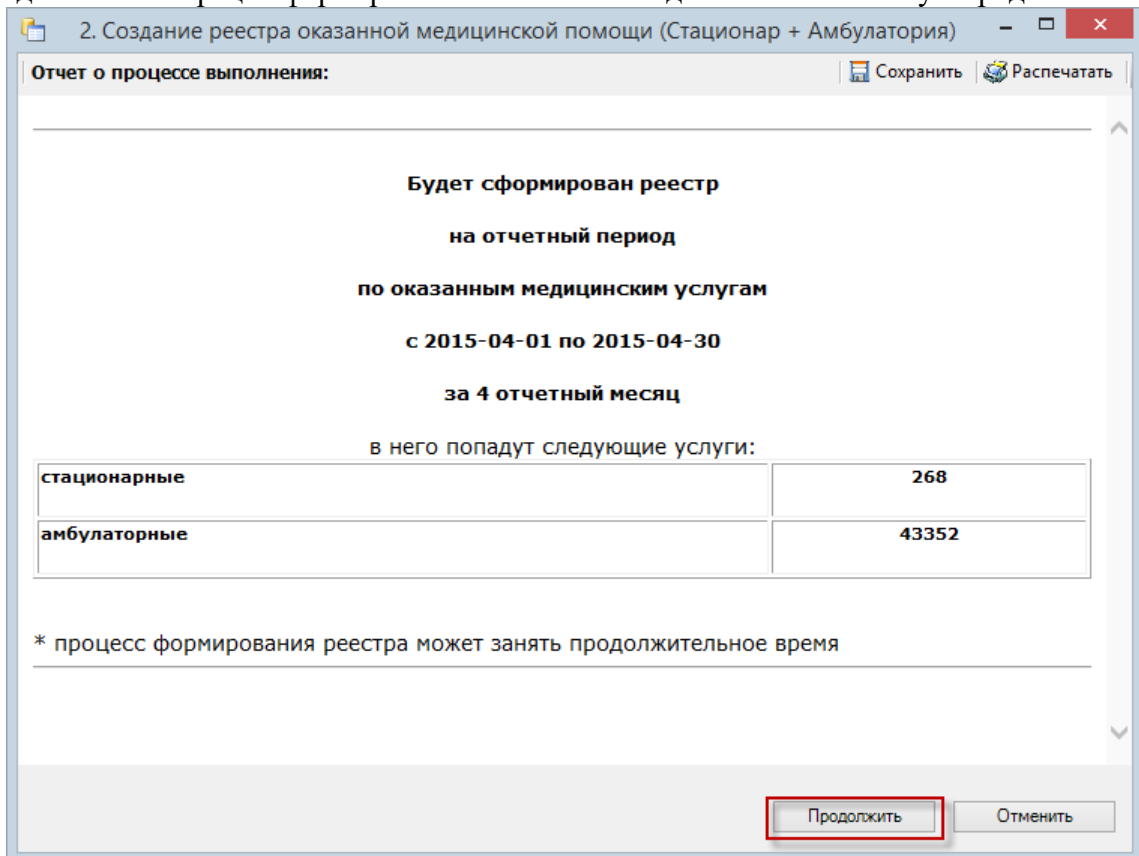 2. Создание реестра оказанной медицинской помощи (Стационар + Амбулатория)
Отчет о процессе выполнения: Сохранить Распечатать
Будет сформирован реестр
на отчетный период
по оказанным медицинским услугам
с 2015-04-01 по 2015-04-30
за 4 отчетный месяц
в него попадут следующие услуги:
стационарные 268
амбулаторные 43352
* процесс формирования реестра может занять продолжительное время
Продолжить Отменить